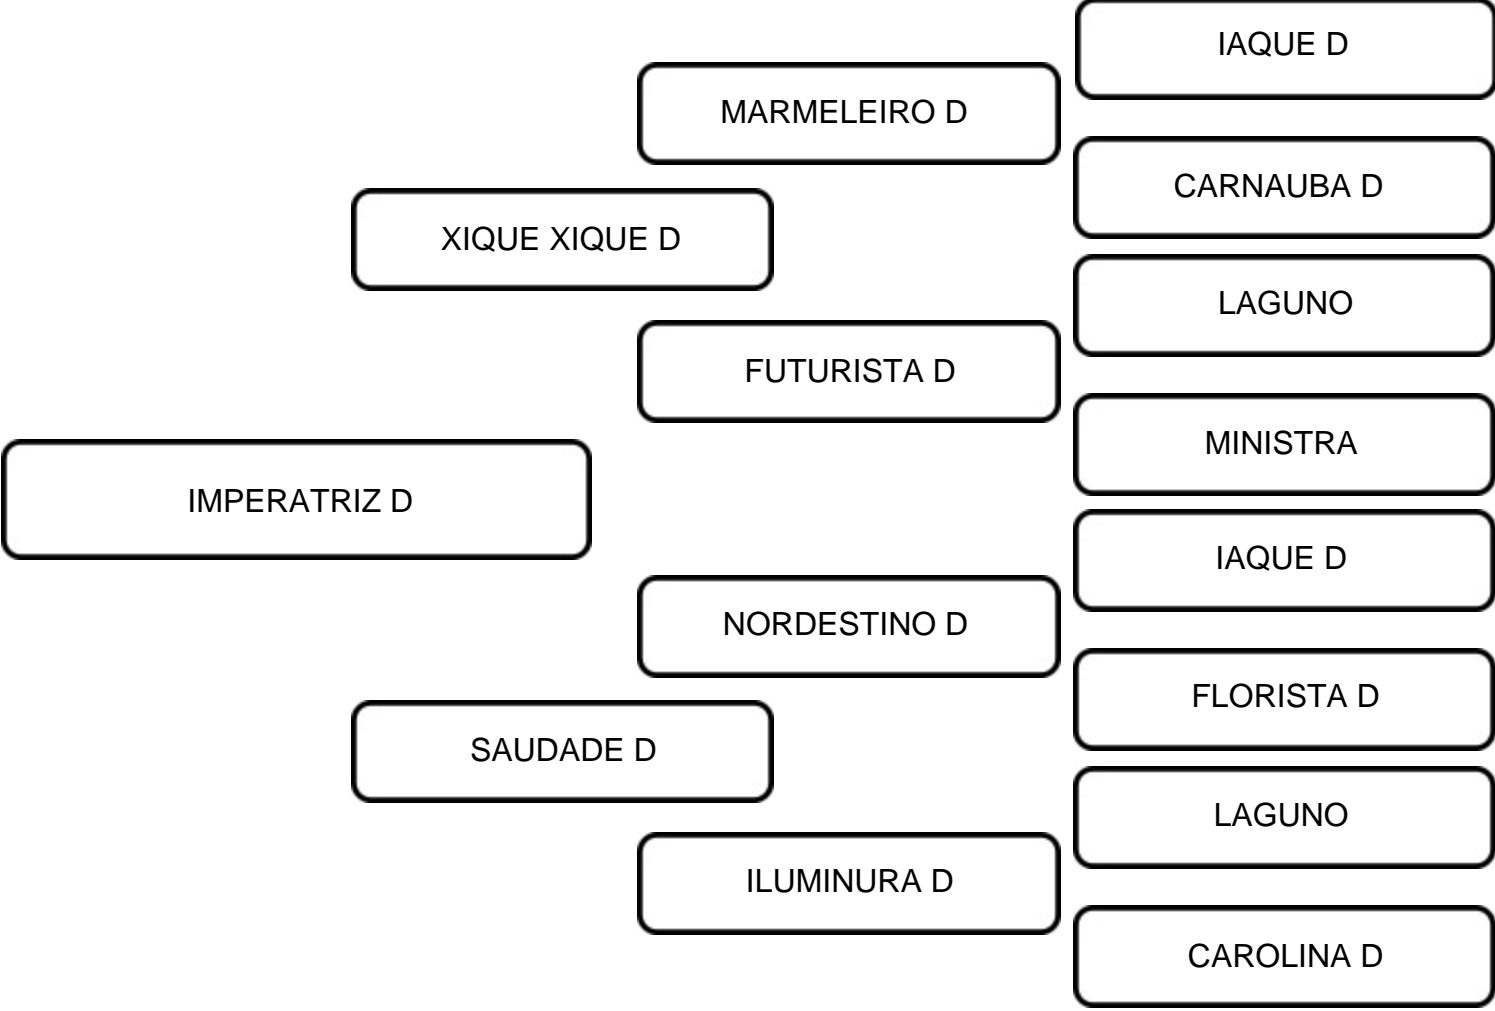 IAQUE D
MARMELEIRO D
CARNAUBA D
XIQUE XIQUE D
LAGUNO
FUTURISTA D
MINISTRA
IMPERATRIZ D
IAQUE D
NORDESTINO D
FLORISTA D
SAUDADE D
LAGUNO
ILUMINURA D
CAROLINA D